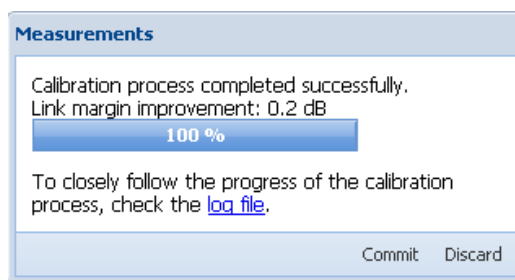 Measurements
Calibration process completed successfully.
Link margin improvement: 0.2 dB
100 %
To closely follow the progress of the calibration
process, check the log file.
Commit Discard